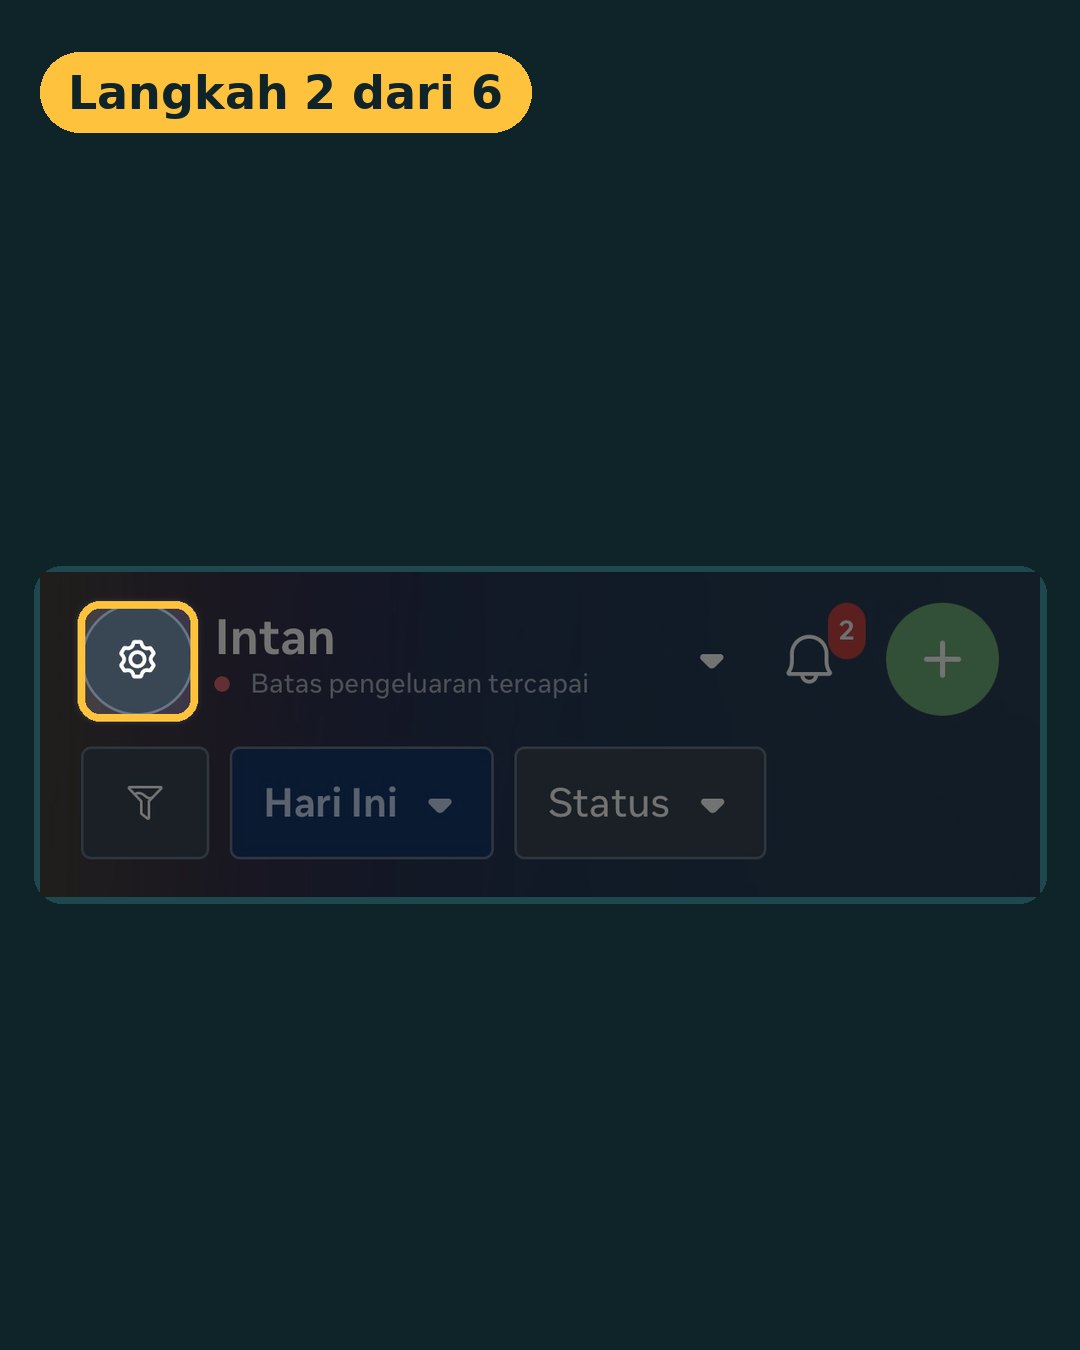 Langkah 2 dari 6
Intan
2
Batas pengeluaran tercapai
Hari Ini
Status